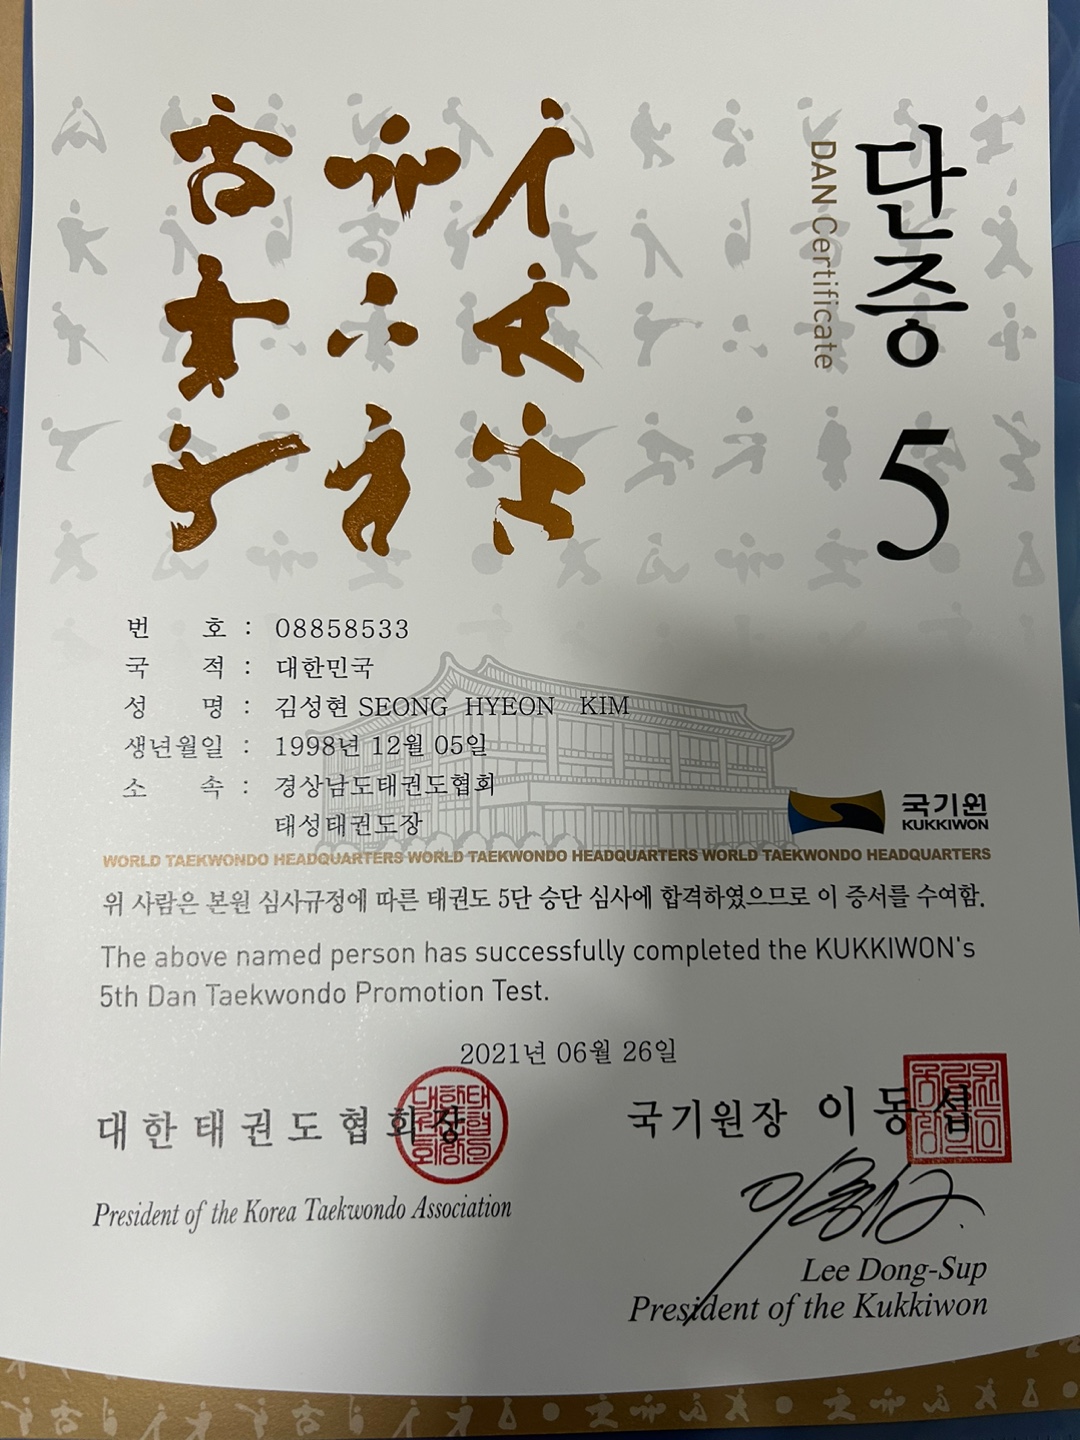 단증
DAN Certificate
5
번 호 : 08858533
국 적 : 대한민국
성 명 : 김성현 SEONG HYEON KIM
생년월일 : 1998년 12월 05일
소 속 : 경상남도태권도협회
태성태권도장
국기원
KUKKIWON
WORLD TAEKWONDO HEADQUARTERS WORLD TAEKWONDO HEADQUARTERS WORLD TAEKWONDO HEADQUARTERS
위 사람은 본원 심사규정에 따른 태권도 5단 승단 심사에 합격하였으므로 이 증서를 수여함.
The above named person has successfully completed the KUKKIWON's
5th Dan Taekwondo Promotion Test.
2021년 06월 26일
대한태권도협회장
President of the Korea Taekwondo Association
국기원장 이동섭
Lee Dong-Sup
President of the Kukkiwon